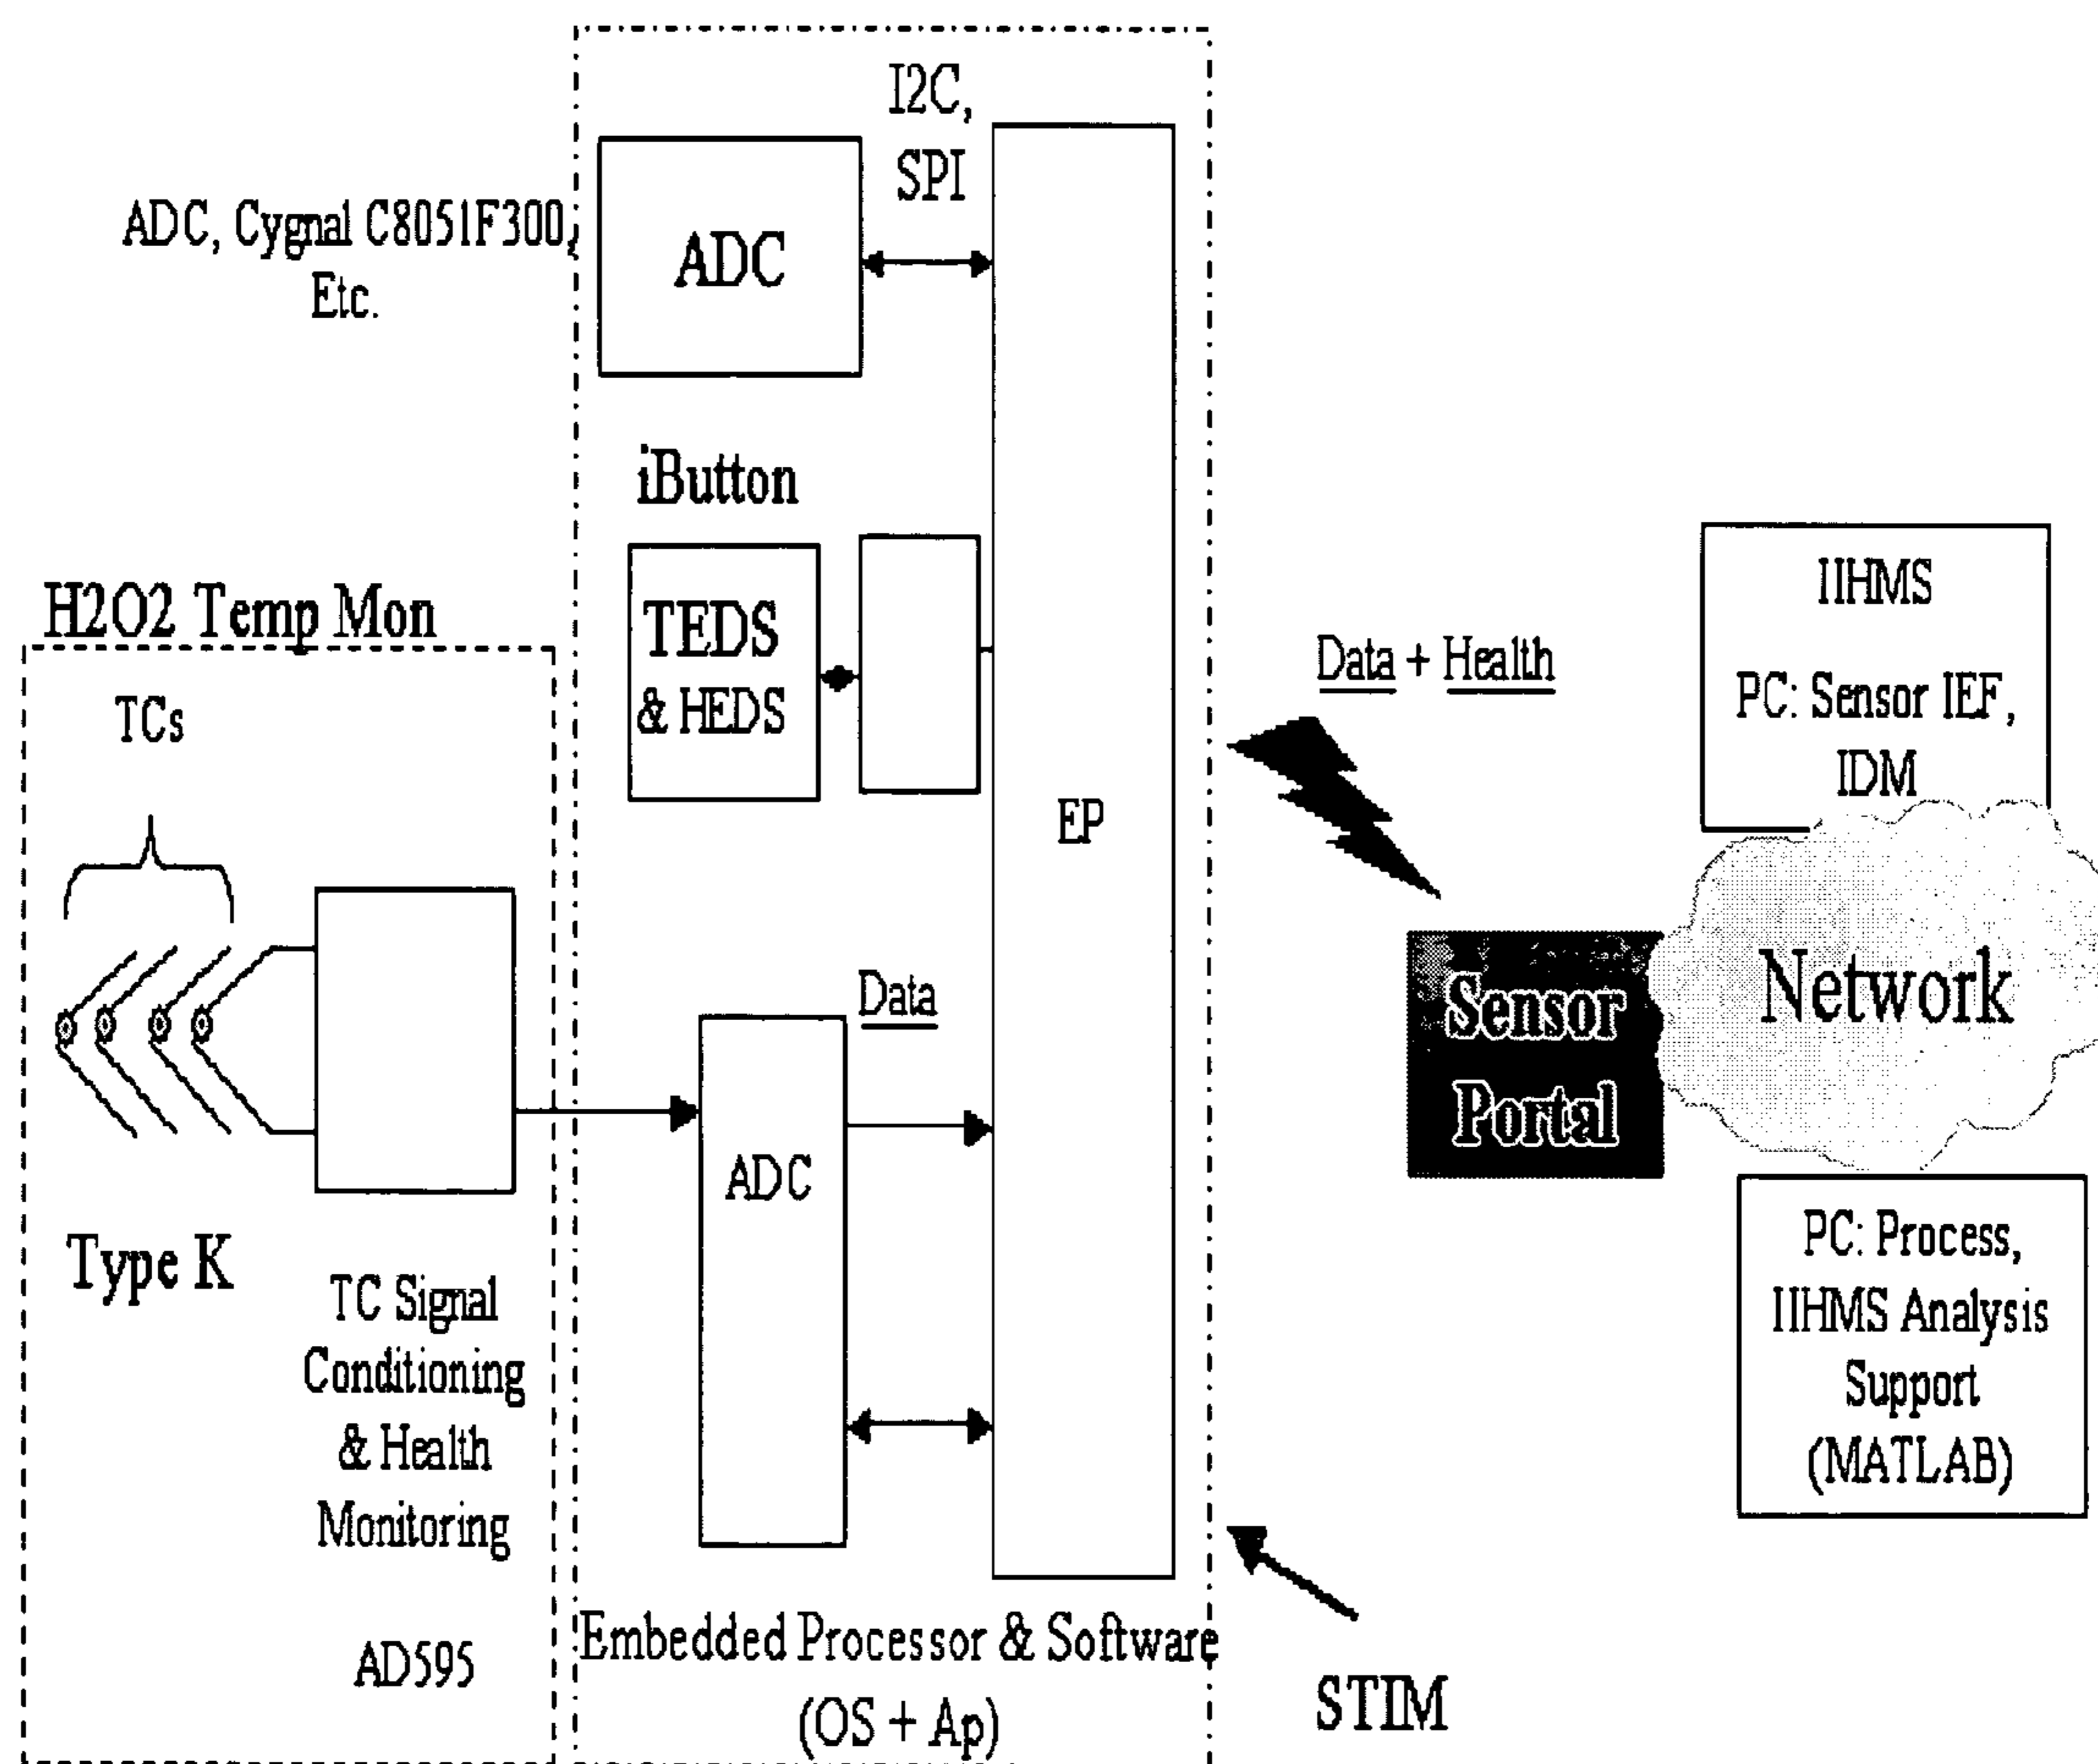 I2C,
SPI
ADC, Cygnal C8051F300,
Etc.
ADC
iButton
TEDS
& HEDS
H2O2 Temp Mon
TCs
Type K
TC Signal
Conditioning
& Health
Monitoring
AD595
Data
ADC
EP
Embedded Processor & Software
(OS + Ap)
Data + Health
STIM
Sensor
Portal
IIHMS
PC: Sensor IEF,
IDM
Network
PC: Process,
IIHMS Analysis
Support
(MATLAB)